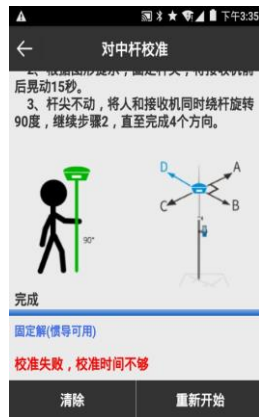 下午3:35
对中杆校准
2、根据图形提示，固定杆尖，将接收机前
后晃动15秒。
3、杆尖不动，将人和接收机同时绕杆旋转
90度，继续步骤2，直至完成4个方向。
D
A
C
B
90°
完成
固定解(惯导可用)
校准失败，校准时间不够
清除
重新开始